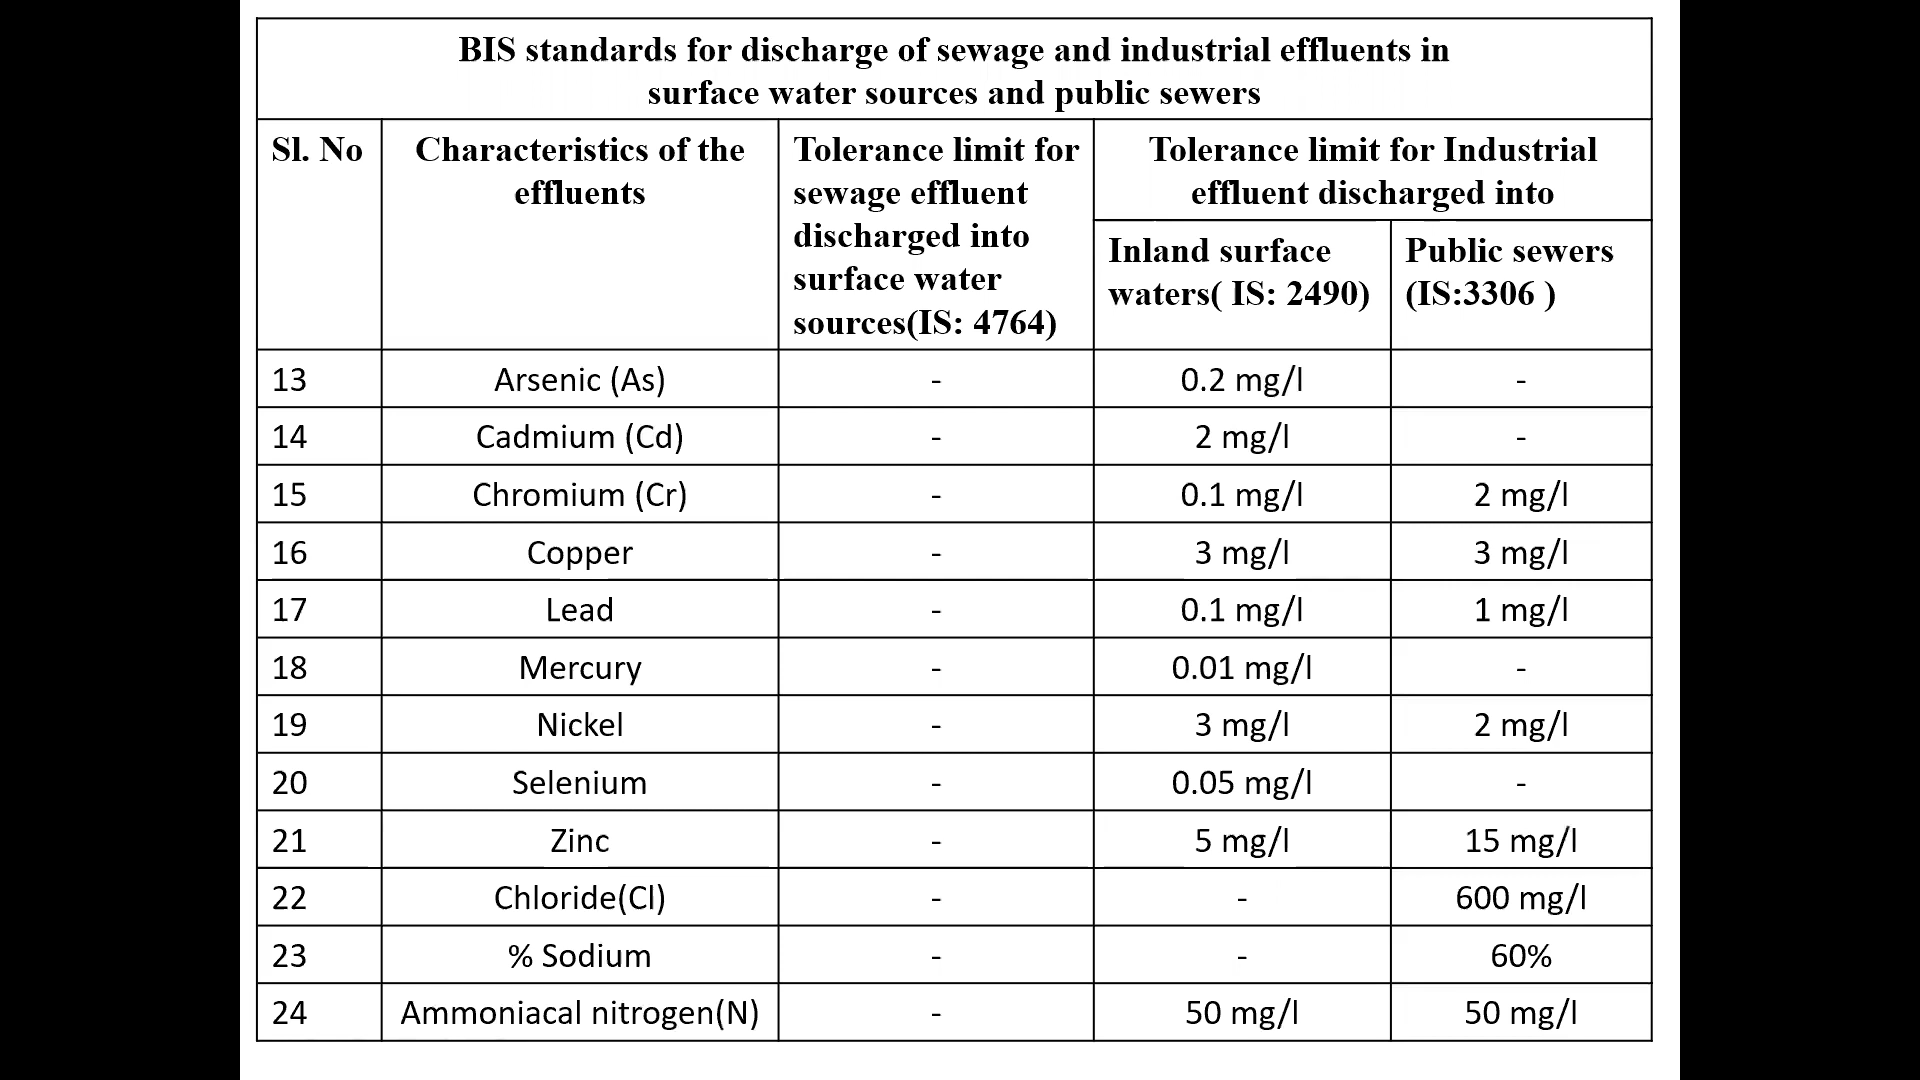 BIS standards for discharge of sewage and industrial effluents in
surface water sources and public sewers
Sl. No
Characteristics of the
effluents
Tolerance limit for
sewage effluent
discharged into
surface water
sources(IS: 4764)
Tolerance limit for Industrial
effluent discharged into
Inland surface
waters( IS: 2490)
Public sewers
(IS:3306 )
13 Arsenic (As) - 0.2 mg/l -
14 Cadmium (Cd) - 2 mg/l -
15 Chromium (Cr) - 0.1 mg/l 2 mg/l
16 Copper - 3 mg/l 3 mg/l
17 Lead - 0.1 mg/l 1 mg/l
18 Mercury - 0.01 mg/l -
19 Nickel - 3 mg/l 2 mg/l
20 Selenium - 0.05 mg/l -
21 Zinc - 5 mg/l 15 mg/l
22 Chloride(Cl) - - 600 mg/l
23 % Sodium - - 60%
24 Ammoniacal nitrogen(N) - 50 mg/l 50 mg/l